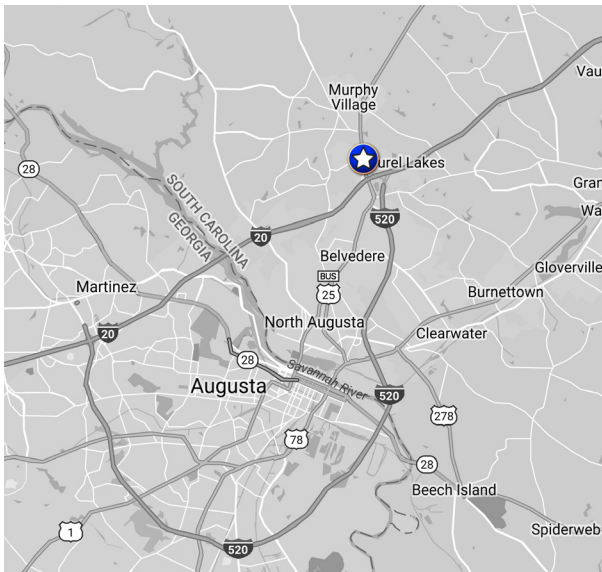 Vau
Murphy
Village
urel Lakes
28
Gran
Wa
SOUTH CAROLINA
GEORGIA
520
20
Belvedere
Gloverville
BUS
25
Martinez
Burnettown
North Augusta
20
Clearwater
28
Savannah River
Augusta
520
278
78
28
Beech Island
1
Spiderweb
520